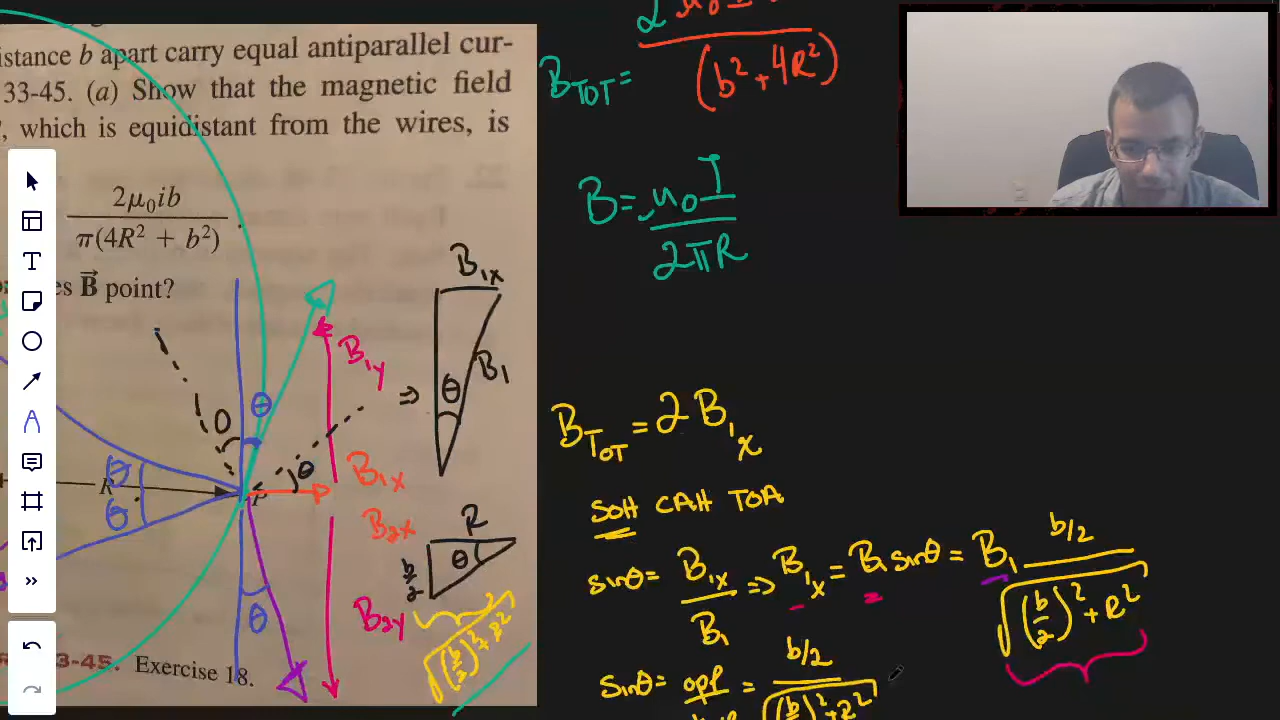 istance b apart carry equal antiparallel cur-
33-45. (a) Show that the magnetic field
, which is equidistant from the wires, is
2μ₀ib
π(4R² + b²)
.
es B⃗ point?
R
P
θ
θ
θ
θ
θ
θ
B₁y
B₁x
B₂x
B₂y
⇒
B₁x
θ
B₁
R
b/2
θ
√((b/2)²+R²)
3-45. Exercise 18.
B_TOT =
(b²+4R²)
B = μ₀I
2πR
B_TOT = 2B₁x
SOH CAH TOA
sinθ = B₁x/B₁ ⇒ B₁x = B₁ sinθ = B₁ (b/2)/√((b/2)²+R²)
sinθ = opp = (b/2)/√((b/2)²+R²)